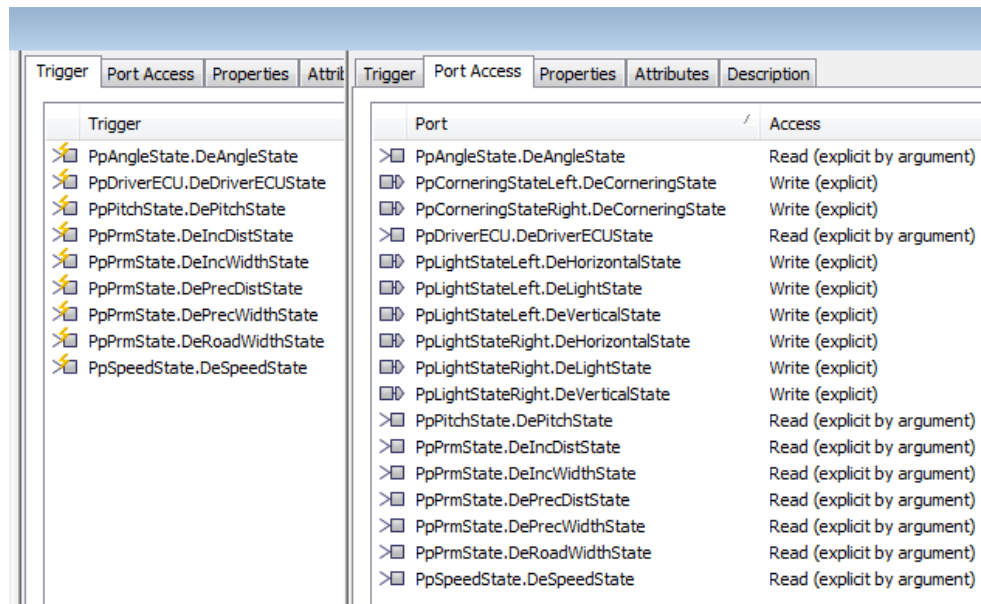 Trigger Port Access Properties Attrib
Trigger
PpAngleState.DeAngleState
PpDriverECU.DeDriverECUState
PpPitchState.DePitchState
PpPrmState.DeIncDistState
PpPrmState.DeIncWidthState
PpPrmState.DePrecDistState
PpPrmState.DePrecWidthState
PpPrmState.DeRoadWidthState
PpSpeedState.DeSpeedState
Trigger Port Access Properties Attributes Description
Port Access
PpAngleState.DeAngleState Read (explicit by argument)
PpCorneringStateLeft.DeCorneringState Write (explicit)
PpCorneringStateRight.DeCorneringState Write (explicit)
PpDriverECU.DeDriverECUState Read (explicit by argument)
PpLightStateLeft.DeHorizontalState Write (explicit)
PpLightStateLeft.DeLightState Write (explicit)
PpLightStateLeft.DeVerticalState Write (explicit)
PpLightStateRight.DeHorizontalState Write (explicit)
PpLightStateRight.DeLightState Write (explicit)
PpLightStateRight.DeVerticalState Write (explicit)
PpPitchState.DePitchState Read (explicit by argument)
PpPrmState.DeIncDistState Read (explicit by argument)
PpPrmState.DeIncWidthState Read (explicit by argument)
PpPrmState.DePrecDistState Read (explicit by argument)
PpPrmState.DePrecWidthState Read (explicit by argument)
PpPrmState.DeRoadWidthState Read (explicit by argument)
PpSpeedState.DeSpeedState Read (explicit by argument)